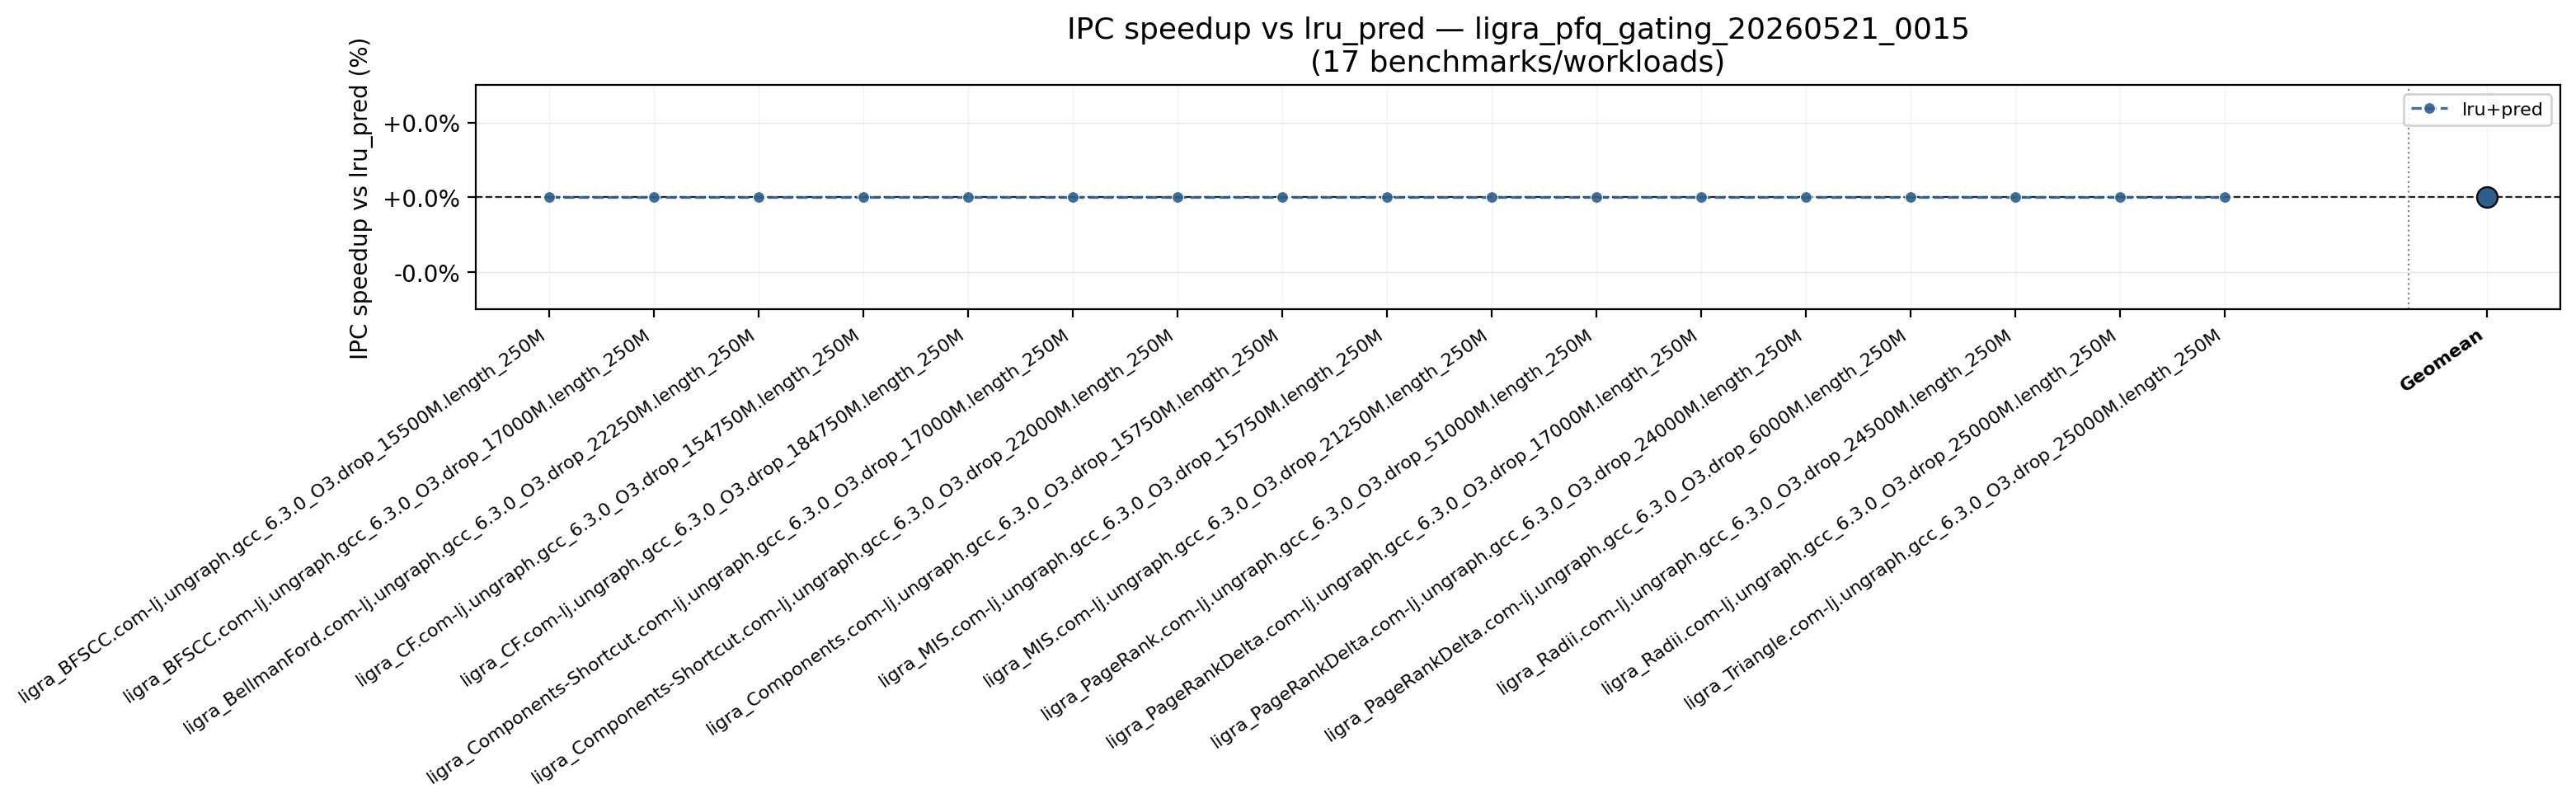 IPC speedup vs lru_pred — ligra_pfq_gating_20260521_0015
(17 benchmarks/workloads)
IPC speedup vs lru_pred (%)
+0.0%
+0.0%
-0.0%
lru+pred
ligra_BFSCC.com-lj.ungraph.gcc_6.3.0_O3.drop_15500M.length_250M
ligra_BFSCC.com-lj.ungraph.gcc_6.3.0_O3.drop_17000M.length_250M
ligra_BellmanFord.com-lj.ungraph.gcc_6.3.0_O3.drop_22250M.length_250M
ligra_CF.com-lj.ungraph.gcc_6.3.0_O3.drop_154750M.length_250M
ligra_CF.com-lj.ungraph.gcc_6.3.0_O3.drop_184750M.length_250M
ligra_Components-Shortcut.com-lj.ungraph.gcc_6.3.0_O3.drop_17000M.length_250M
ligra_Components-Shortcut.com-lj.ungraph.gcc_6.3.0_O3.drop_22000M.length_250M
ligra_Components.com-lj.ungraph.gcc_6.3.0_O3.drop_15750M.length_250M
ligra_MIS.com-lj.ungraph.gcc_6.3.0_O3.drop_15750M.length_250M
ligra_MIS.com-lj.ungraph.gcc_6.3.0_O3.drop_21250M.length_250M
ligra_PageRank.com-lj.ungraph.gcc_6.3.0_O3.drop_51000M.length_250M
ligra_PageRankDelta.com-lj.ungraph.gcc_6.3.0_O3.drop_17000M.length_250M
ligra_PageRankDelta.com-lj.ungraph.gcc_6.3.0_O3.drop_24000M.length_250M
ligra_PageRankDelta.com-lj.ungraph.gcc_6.3.0_O3.drop_6000M.length_250M
ligra_Radii.com-lj.ungraph.gcc_6.3.0_O3.drop_24500M.length_250M
ligra_Radii.com-lj.ungraph.gcc_6.3.0_O3.drop_25000M.length_250M
ligra_Triangle.com-lj.ungraph.gcc_6.3.0_O3.drop_25000M.length_250M
Geomean